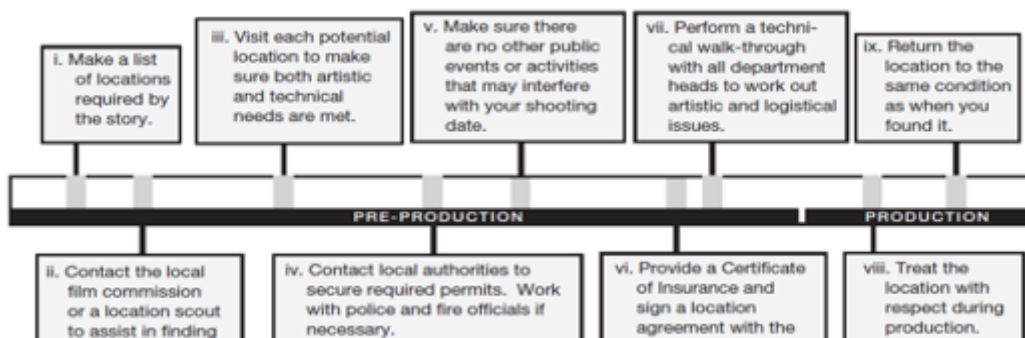 i. Make a list
of locations
required by
the story.
iii. Visit each potential
location to make
sure both artistic
and technical
needs are met.
v. Make sure there
are no other public
events or activities
that may interfere
with your shooting
date.
vii. Perform a techni-
cal walk-through
with all department
heads to work out
artistic and logistical
issues.
ix. Return the
location to the
same condition
as when you
found it.
PRE-PRODUCTION
PRODUCTION
ii. Contact the local
film commission
or a location scout
to assist in finding
iv. Contact local authorities to
secure required permits. Work
with police and fire officials if
necessary.
vi. Provide a Certificate
of Insurance and
sign a location
agreement with the
viii. Treat the
location with
respect during
production.